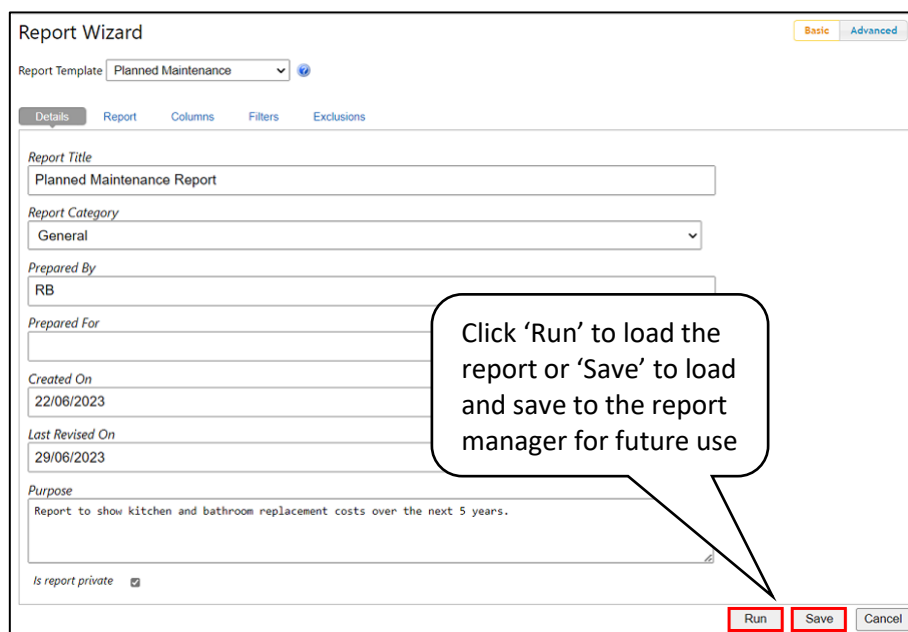 Report Wizard
Basic Advanced
Report Template Planned Maintenance
Details Report Columns Filters Exclusions
Report Title
Planned Maintenance Report
Report Category
General
Prepared By
RB
Prepared For
Created On
22/06/2023
Last Revised On
29/06/2023
Purpose
Report to show kitchen and bathroom replacement costs over the next 5 years.
Is report private
Click ‘Run’ to load the
report or ‘Save’ to load
and save to the report
manager for future use
Run Save Cancel